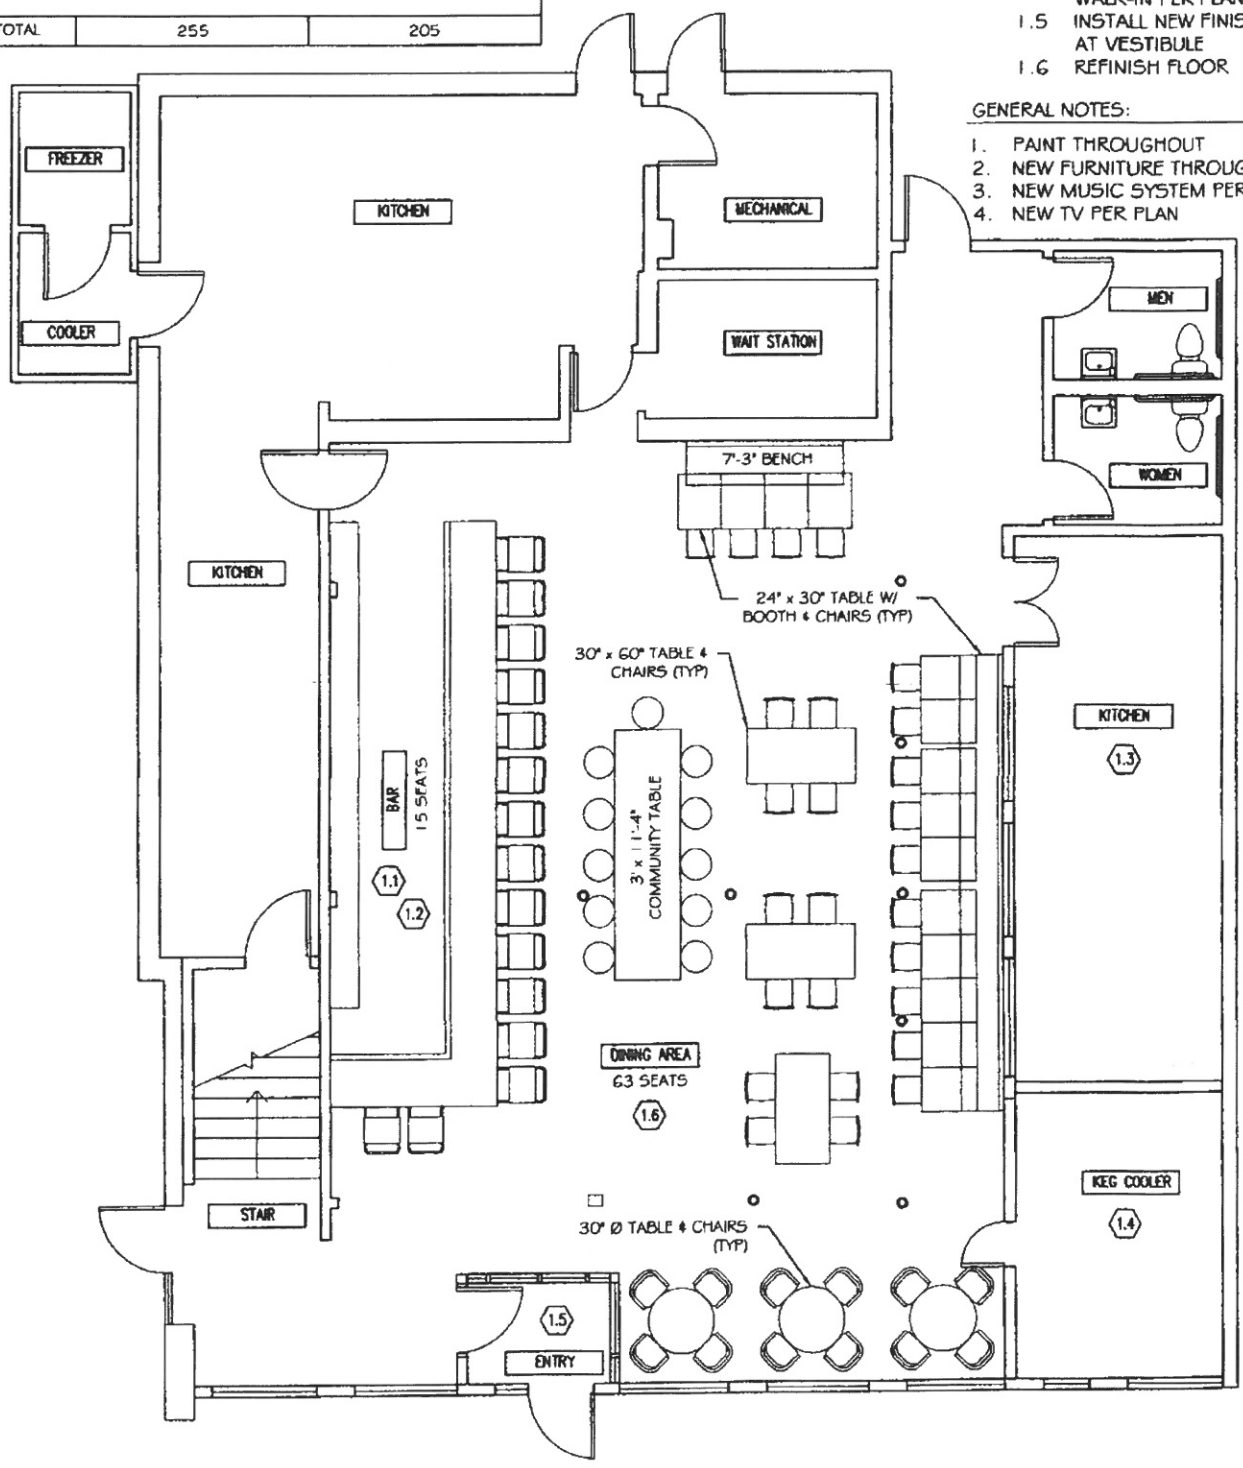 TOTAL 255 205
WALK-IN PER PLAN
1.5 INSTALL NEW FINIS
AT VESTIBULE
1.6 REFINISH FLOOR
GENERAL NOTES:
1. PAINT THROUGHOUT
2. NEW FURNITURE THROUG
3. NEW MUSIC SYSTEM PER
4. NEW TV PER PLAN
FREEZER
KITCHEN
MECHANICAL
MEN
COOLER
WAIT STATION
7'-3" BENCH
WOMEN
KITCHEN
24" x 30" TABLE W/
BOOTH & CHAIRS (TYP)
30" x 60" TABLE &
CHAIRS (TYP)
KITCHEN
1.3
BAR
15 SEATS
1.1
1.2
3' x 11'-4"
COMMUNITY TABLE
DINING AREA
63 SEATS
1.6
KEG COOLER
1.4
STAIR
30" Ø TABLE & CHAIRS
(TYP)
1.5
ENTRY